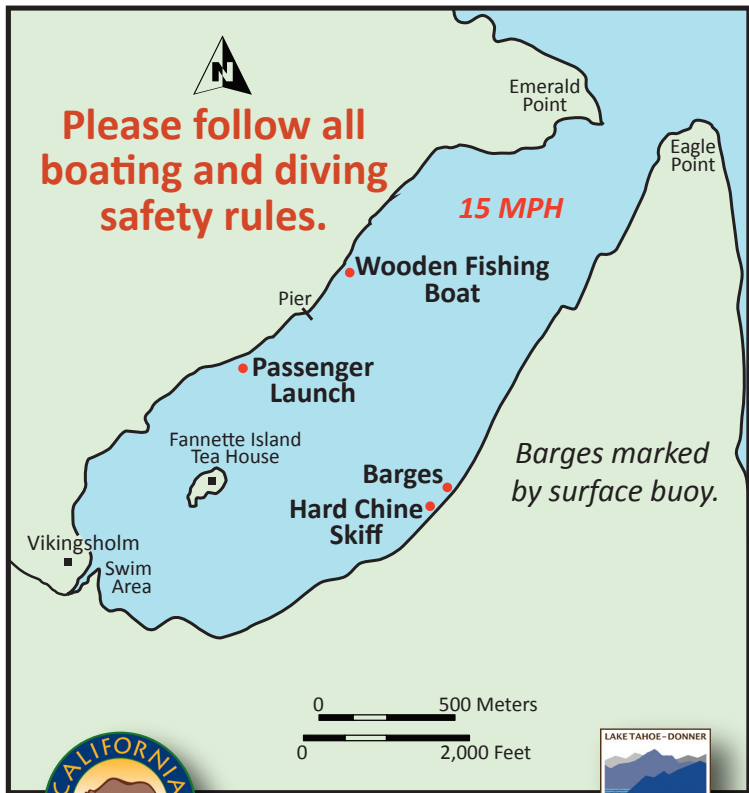 N
Emerald
Point
Please follow all
boating and diving
safety rules.
Eagle
Point
15 MPH
Wooden Fishing
Boat
Pier
Passenger
Launch
Fannette Island
Tea House
Barges marked
by surface buoy.
Barges
Hard Chine
Skiff
Vikingsholm
Swim
Area
0 500 Meters
0 2,000 Feet
CALIFORNIA
LAKE TAHOE–DONNER